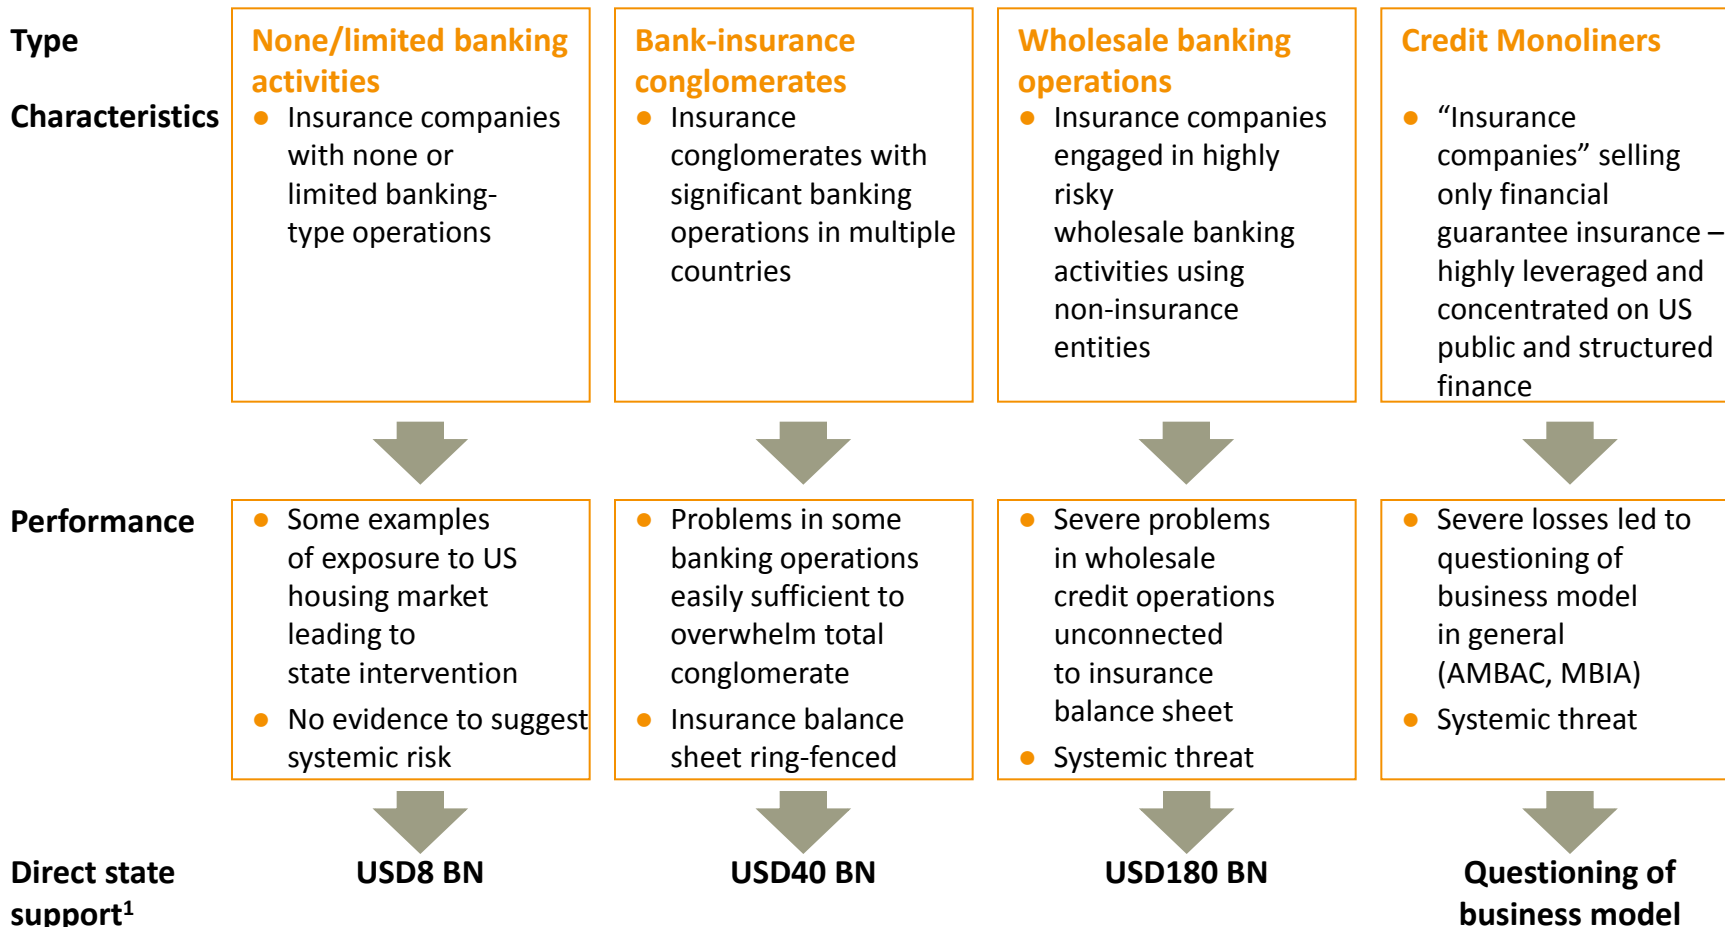 Type
None/limited banking
activities
Bank-insurance
conglomerates
Wholesale banking
operations
Credit Monoliners
Characteristics
● Insurance companies
with none or
limited banking-
type operations
● Insurance
conglomerates with
significant banking
operations in multiple
countries
● Insurance companies
engaged in highly
risky
wholesale banking
activities using
non-insurance
entities
● “Insurance
companies” selling
only financial
guarantee insurance –
highly leveraged and
concentrated on US
public and structured
finance
Performance
● Some examples
of exposure to US
housing market
leading to
state intervention
● No evidence to suggest
systemic risk
● Problems in some
banking operations
easily sufficient to
overwhelm total
conglomerate
● Insurance balance
sheet ring-fenced
● Severe problems
in wholesale
credit operations
unconnected
to insurance
balance sheet
● Systemic threat
● Severe losses led to
questioning of
business model
in general
(AMBAC, MBIA)
● Systemic threat
Direct state
support¹
USD8 BN
USD40 BN
USD180 BN
Questioning of
business model